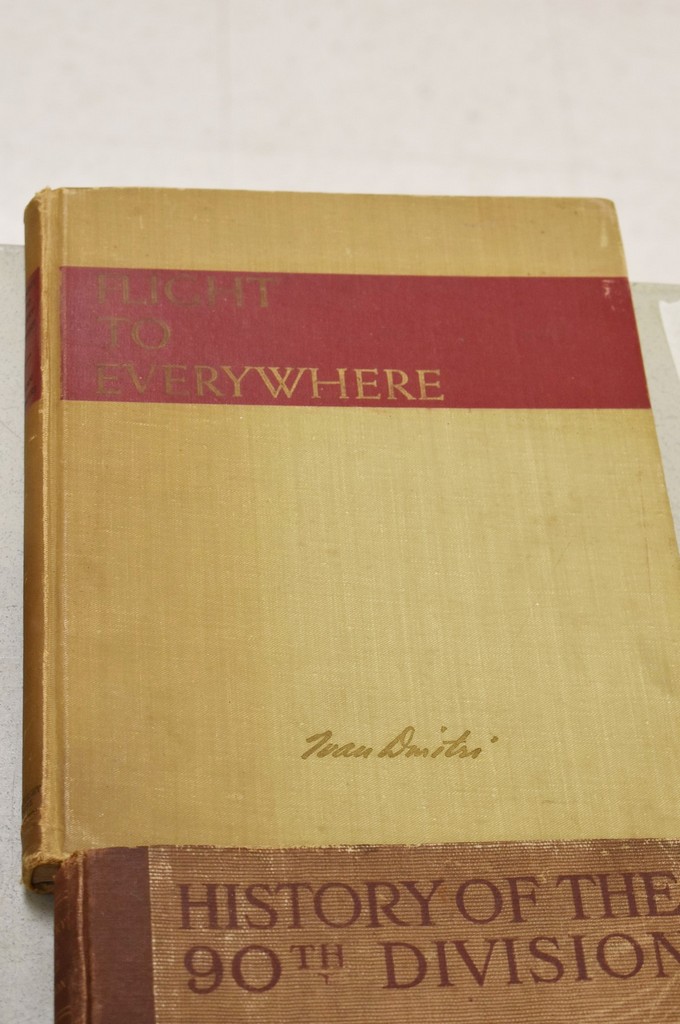 FLIGHT
TO
EVERYWHERE
Ivan Dmitri
HISTORY OF THE
90TH DIVISION